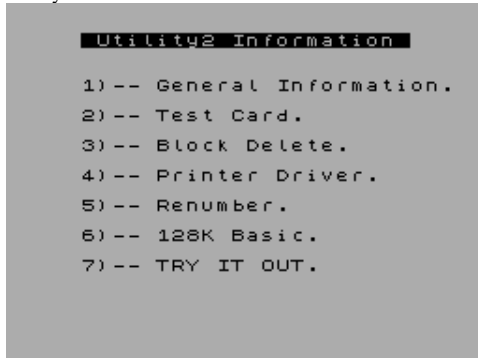 Utility2 Information
1)-- General Information.
2)-- Test Card.
3)-- Block Delete.
4)-- Printer Driver.
5)-- Renumber.
6)-- 128K Basic.
7)-- TRY IT OUT.